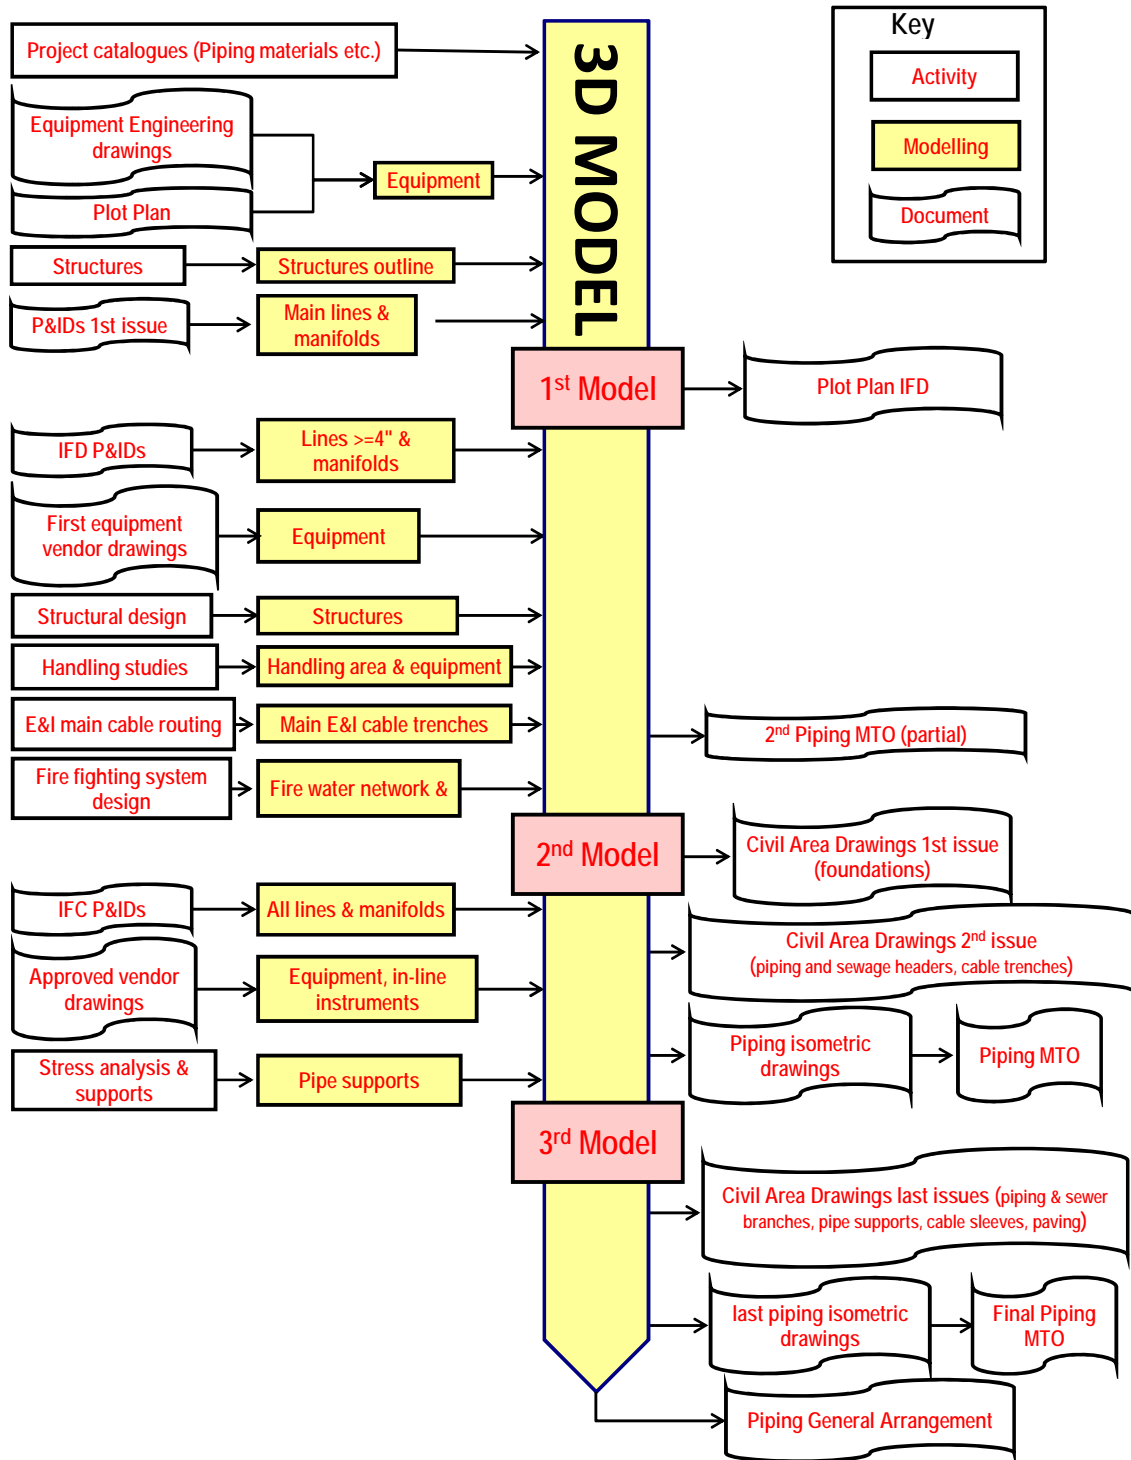 Key
Activity
Modelling
Document
3D MODEL
Project catalogues (Piping materials etc.)
Equipment Engineering
drawings
Plot Plan
Equipment
Structures
Structures outline
P&IDs 1st issue
Main lines &
manifolds
1st Model
Plot Plan IFD
IFD P&IDs
Lines >=4" &
manifolds
First equipment
vendor drawings
Equipment
Structural design
Structures
Handling studies
Handling area & equipment
E&I main cable routing
Main E&I cable trenches
2nd Piping MTO (partial)
Fire fighting system
design
Fire water network &
2nd Model
Civil Area Drawings 1st issue
(foundations)
IFC P&IDs
All lines & manifolds
Civil Area Drawings 2nd issue
(piping and sewage headers, cable trenches)
Approved vendor
drawings
Equipment, in-line
instruments
Piping isometric
drawings
Piping MTO
Stress analysis &
supports
Pipe supports
3rd Model
Civil Area Drawings last issues (piping & sewer
branches, pipe supports, cable sleeves, paving)
last piping isometric
drawings
Final Piping
MTO
Piping General Arrangement